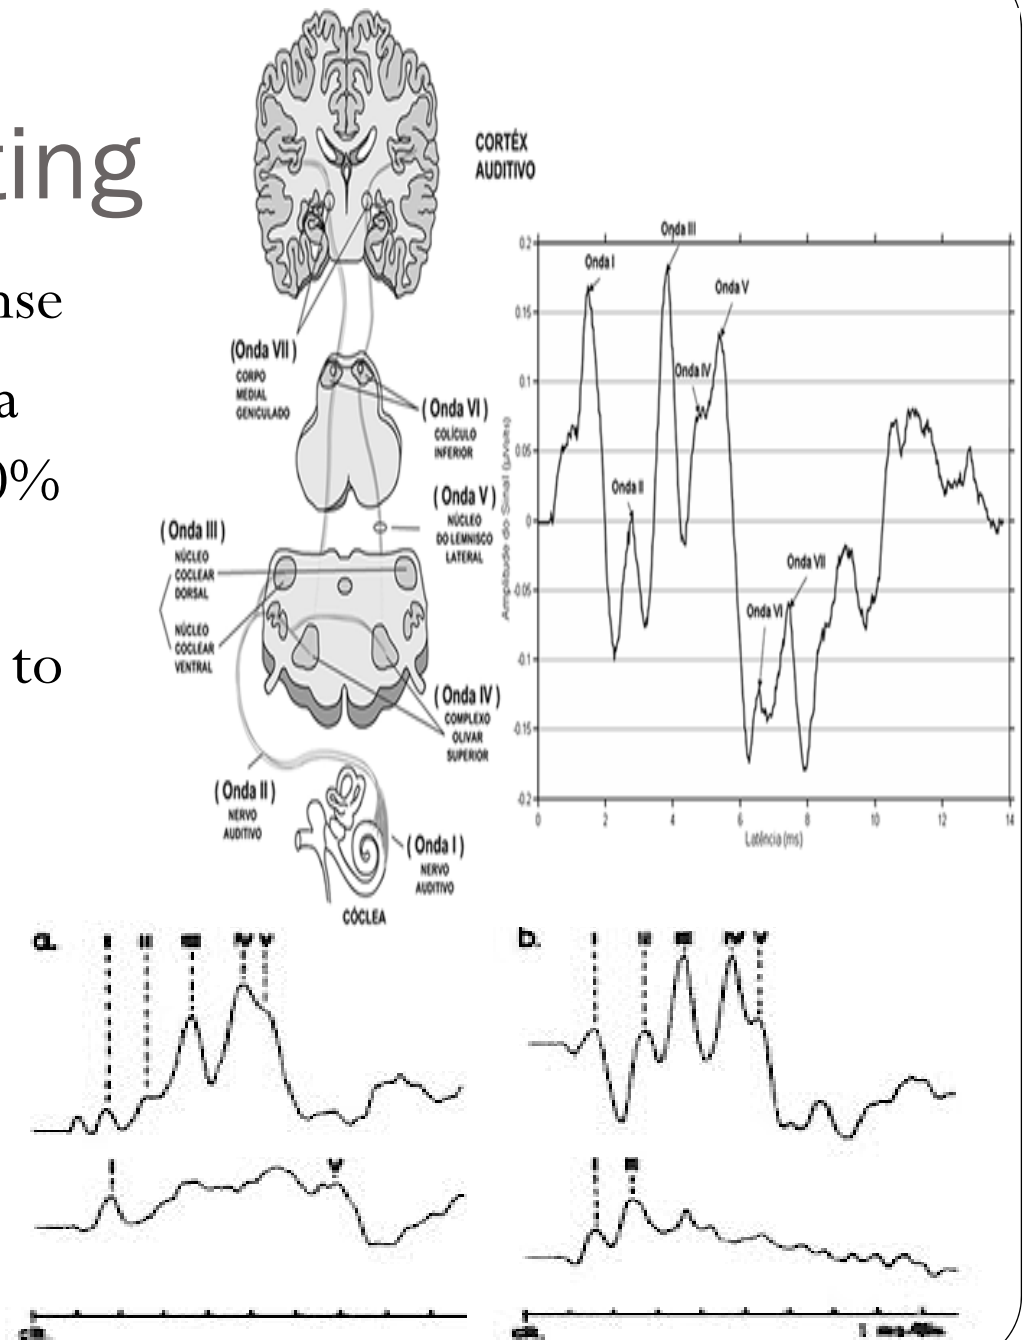 ting
nse
a
0%
to
CORTÉX
AUDITIVO
(Onda VII)
CORPO
MEDIAL
GENICULADO
(Onda VI)
COLÍCULO
INFERIOR
(Onda V)
NÚCLEO
DO LEMNISCO
LATERAL
(Onda III)
NÚCLEO
COCLEAR
DORSAL
NÚCLEO
COCLEAR
VENTRAL
(Onda IV)
COMPLEXO
OLIVAR
SUPERIOR
(Onda II)
NERVO
AUDITIVO
(Onda I)
NERVO
AUDITIVO
CÓCLEA
Onda III
Onda I
Onda V
Onda IV
Onda II
Onda VII
Onda VI
0.2
0.15
0.1
0.05
0
-0.05
-0.1
-0.15
-0.2
Amplitude do Sinal (µVolts)
0 2 4 6 8 10 12 14
Latência (ms)
a. I II III IV V
b. I II III IV V
I V
I III